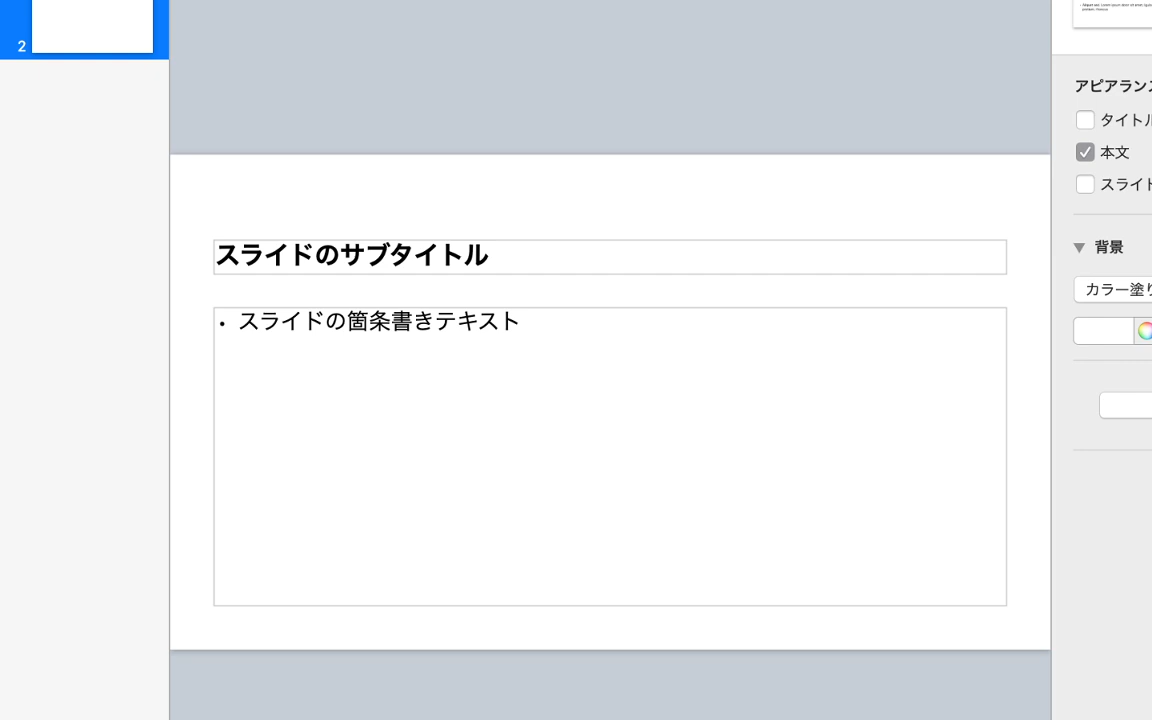 2
スライドのサブタイトル
• スライドの箇条書きテキスト
アピアラン
タイトル
本文
スライド
背景
カラー塗り